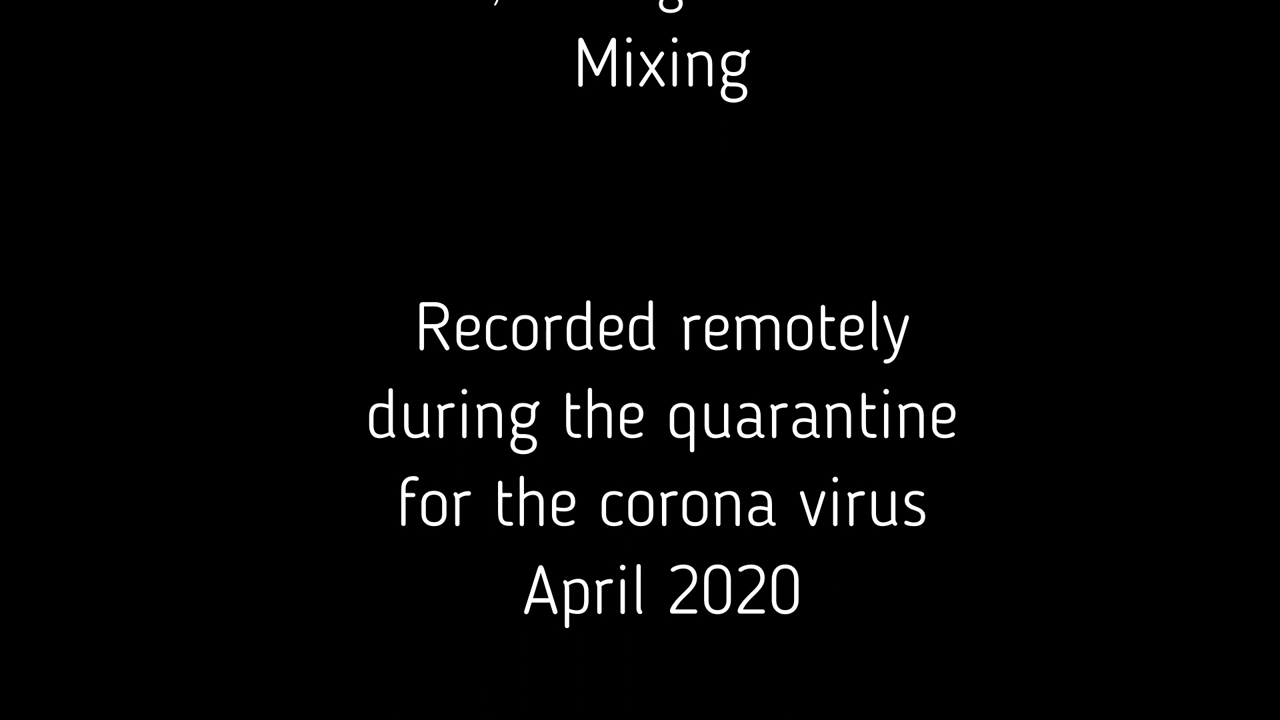 Mixing
Recorded remotely
during the quarantine
for the corona virus
April 2020